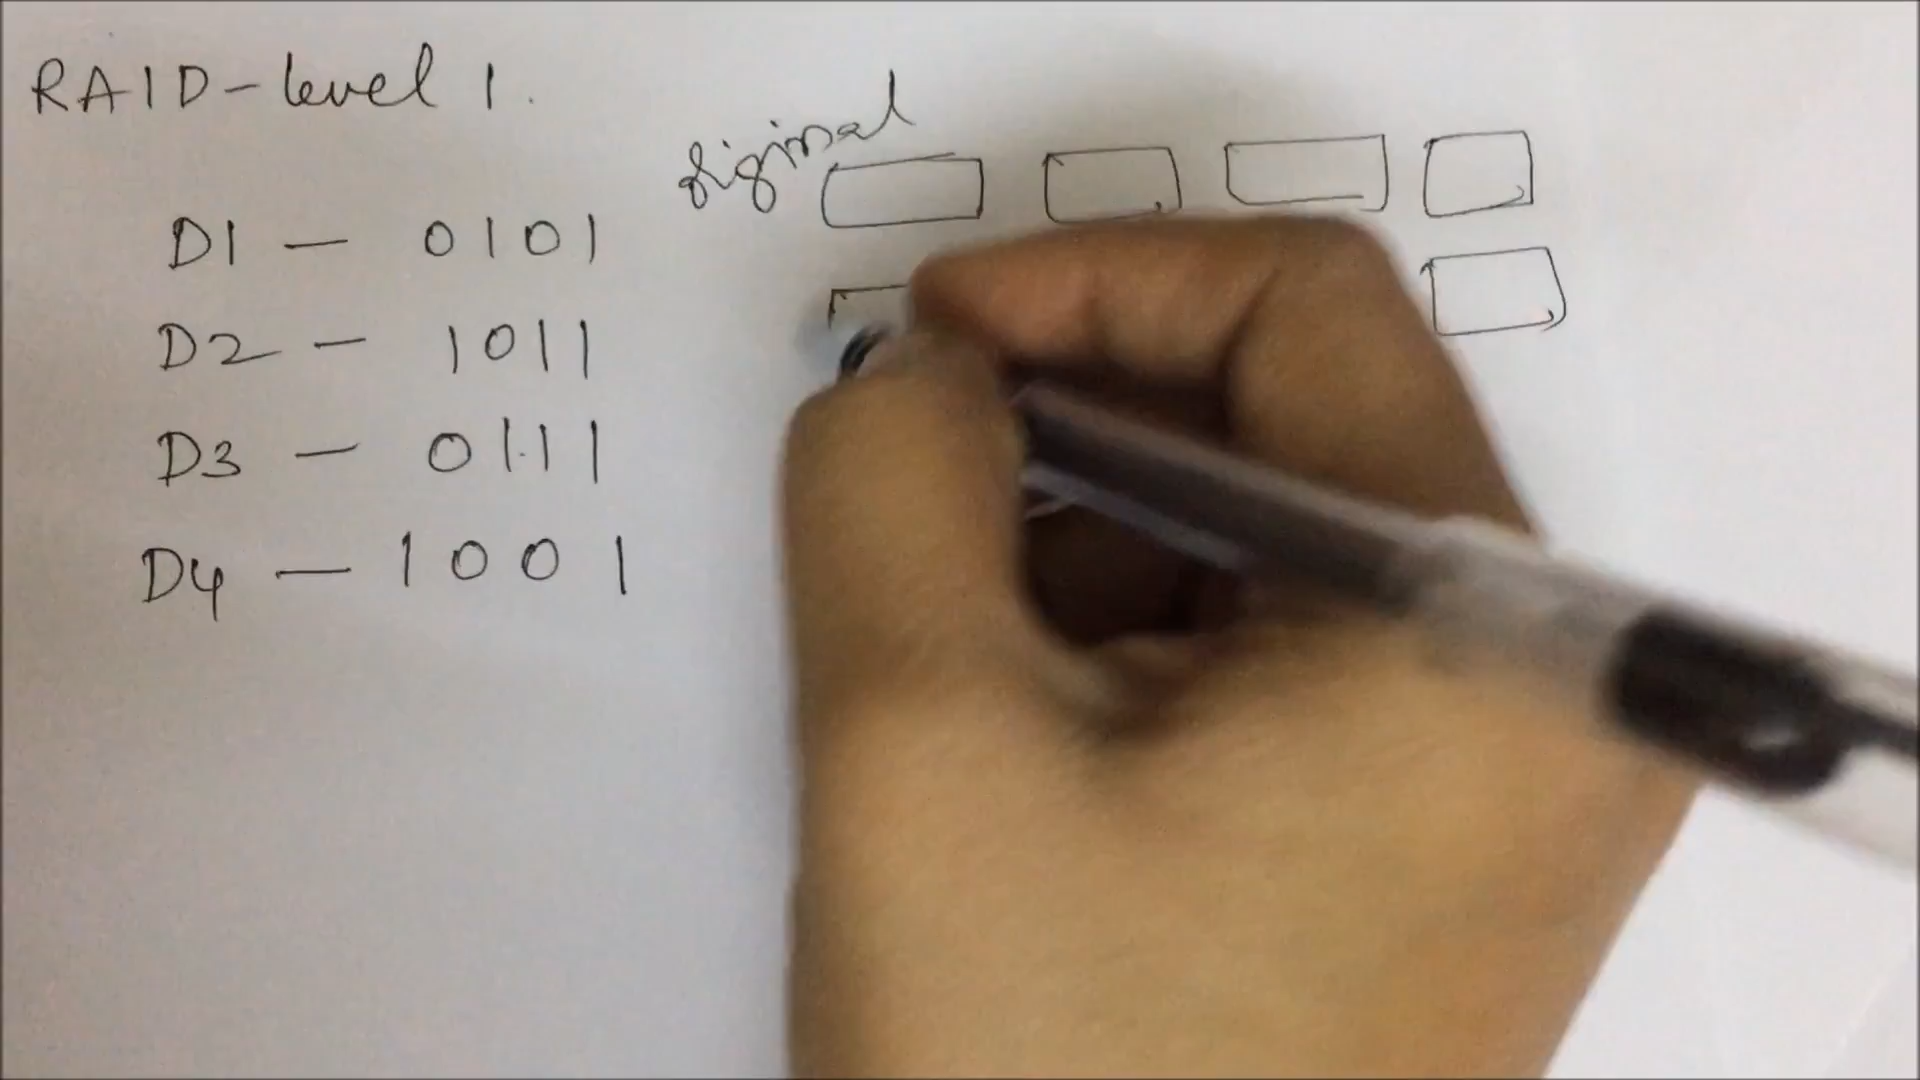 RAID-level 1.
original
D1 — 0101
D2 — 1011
D3 — 0111
D4 — 1001